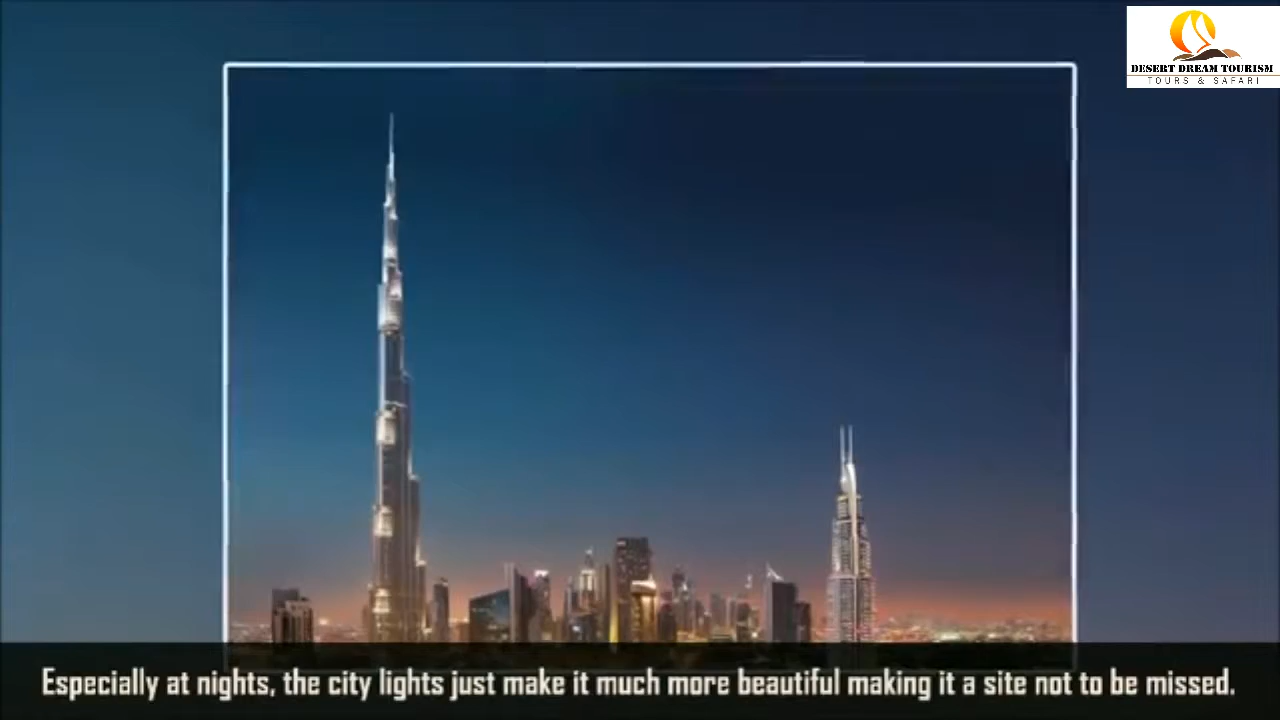 DESERT DREAM TOURISM
TOURS & SAFARI
Especially at nights, the city lights just make it much more beautiful making it a site not to be missed.